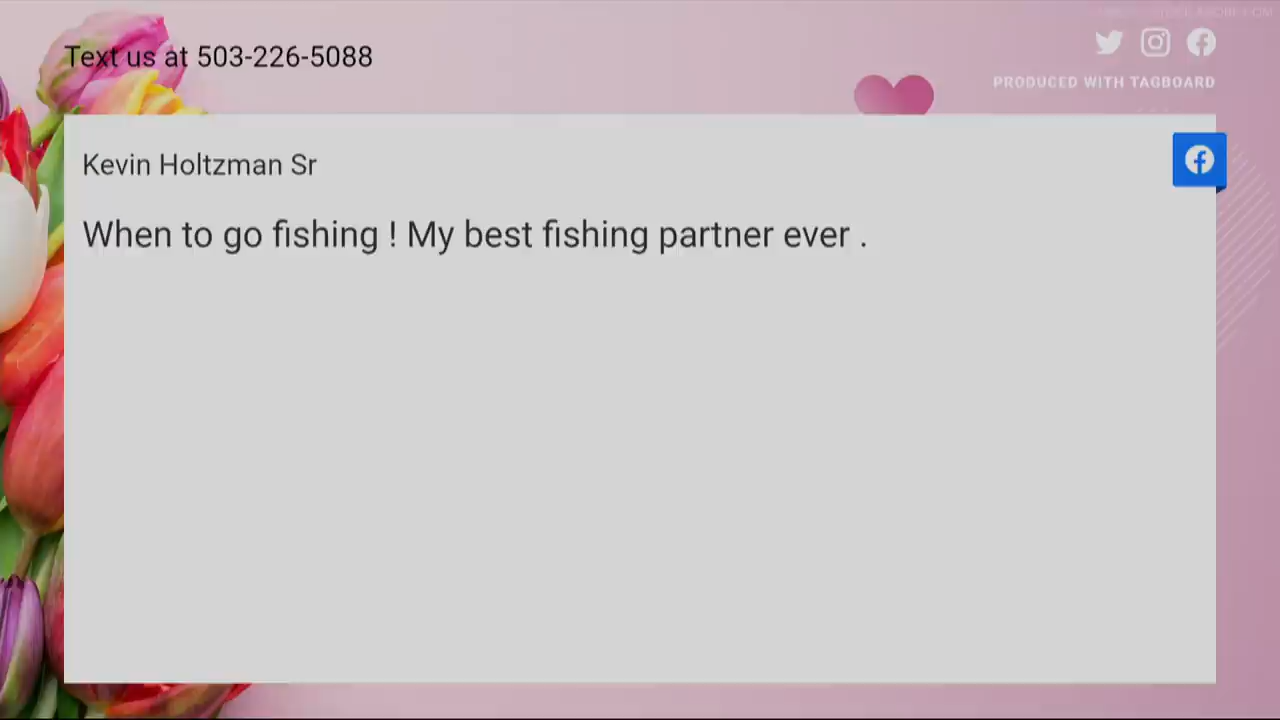 Text us at 503-226-5088
PRODUCED WITH TAGBOARD
Kevin Holtzman Sr
When to go fishing ! My best fishing partner ever .